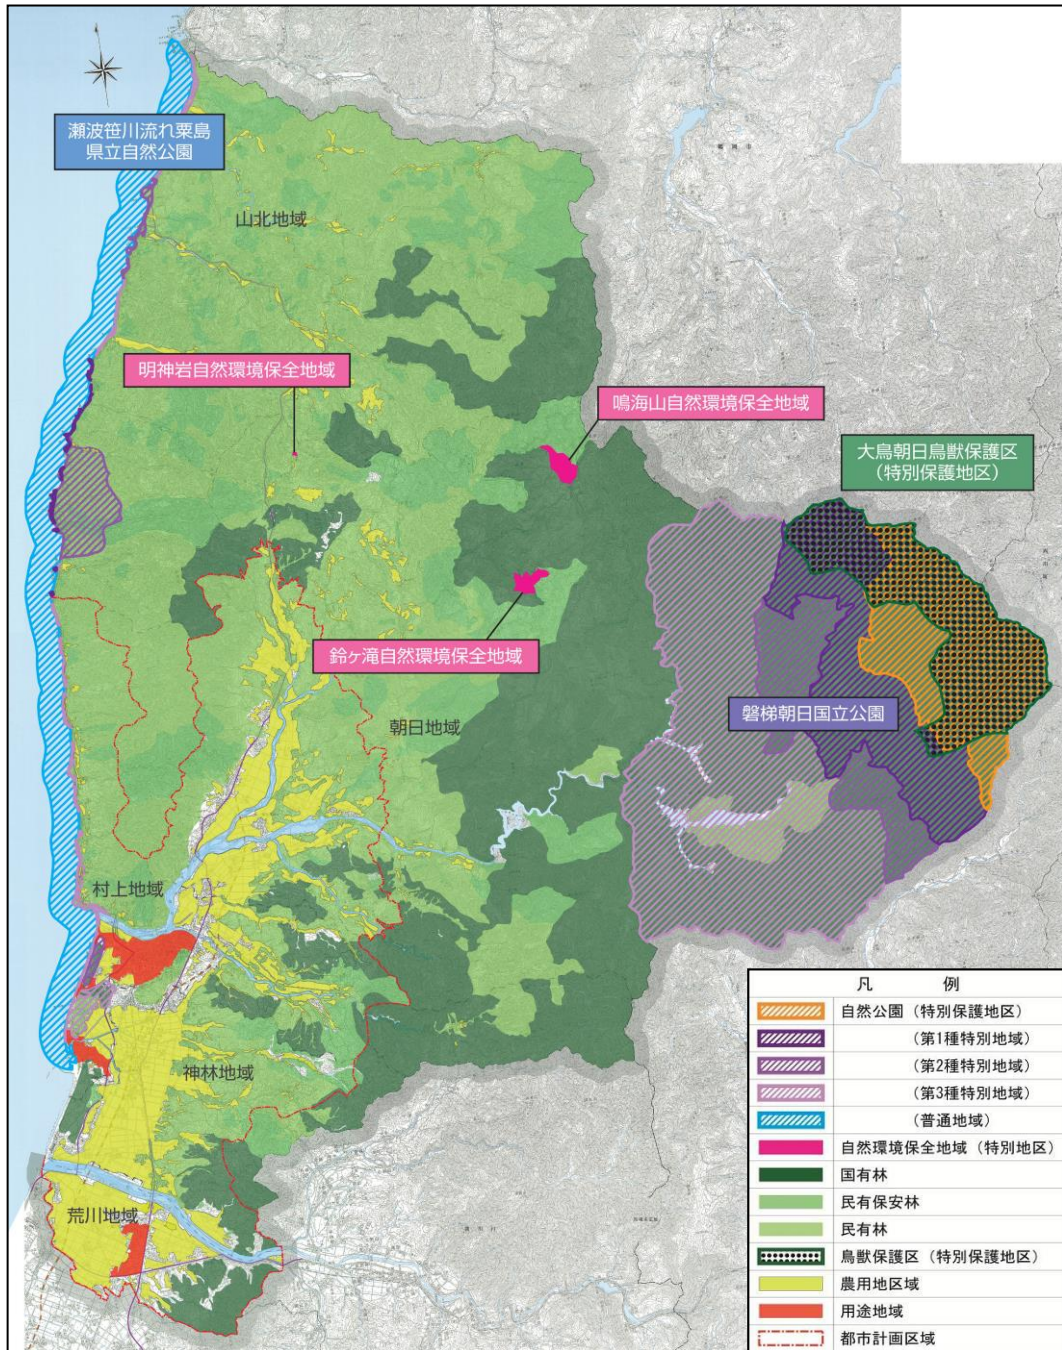 瀬波笹川流れ粟島
県立自然公園
山北地域
明神岩自然環境保全地域
鳴海山自然環境保全地域
大鳥朝日鳥獣保護区
（特別保護地区）
鈴ヶ滝自然環境保全地域
朝日地域
磐梯朝日国立公園
村上地域
神林地域
荒川地域
凡 例
自然公園（特別保護地区）
（第1種特別地域）
（第2種特別地域）
（第3種特別地域）
（普通地域）
自然環境保全地域（特別地区）
国有林
民有保安林
民有林
鳥獣保護区（特別保護地区）
農用地区域
用途地域
都市計画区域